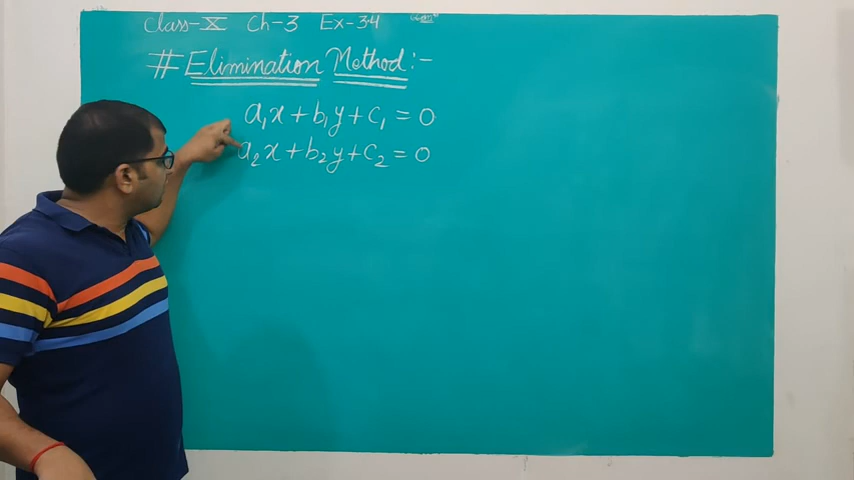 Class-X Ch-3 Ex-3.4
# Elimination Method:-
a₁x + b₁y + c₁ = 0
a₂x + b₂y + c₂ = 0